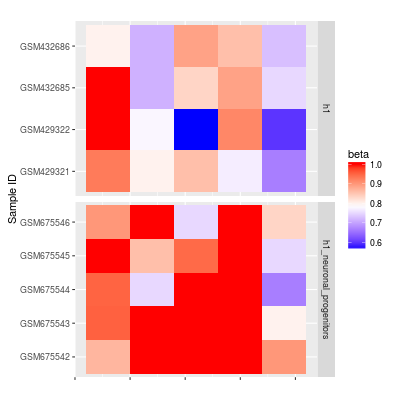 GSM432686
GSM432685
GSM429322
GSM429321
h1
GSM675546
GSM675545
GSM675544
GSM675543
GSM675542
h1_neuronal_progenitors
Sample ID
beta
1.0
0.9
0.8
0.7
0.6